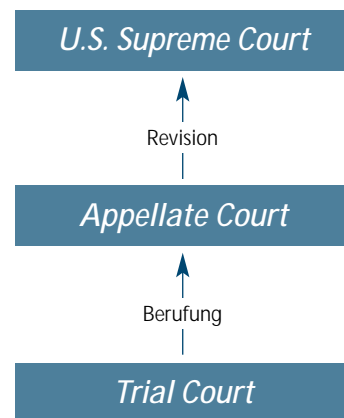 U.S. Supreme Court
Revision
Appellate Court
Berufung
Trial Court